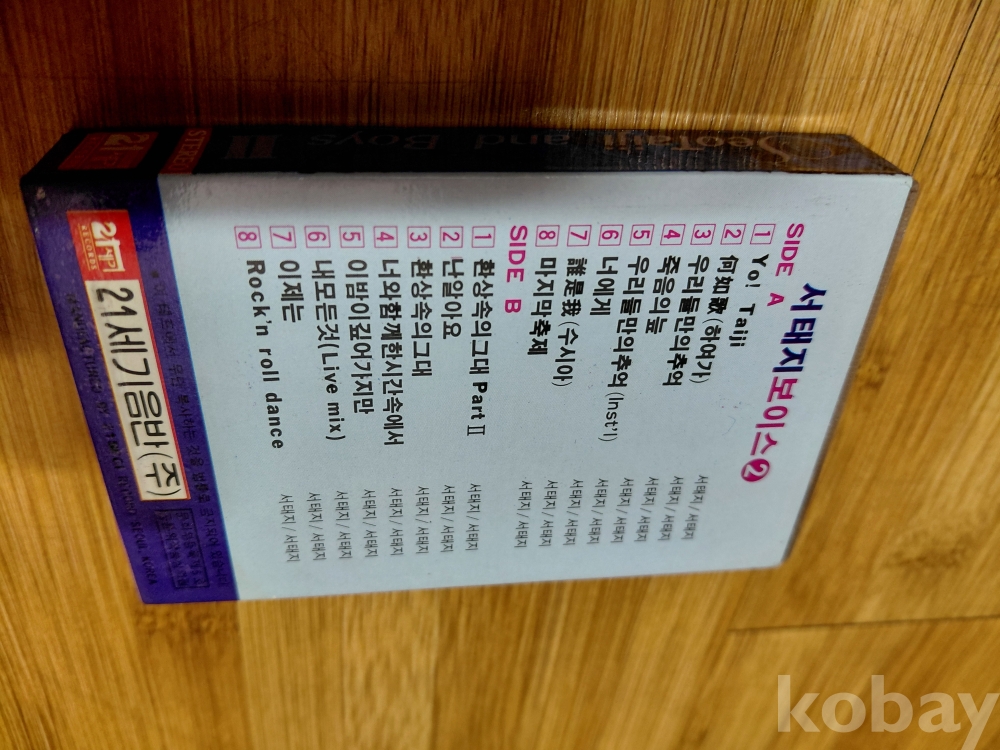 SeoTaiji and Boys II
STEREO
서태지보이스2
SIDE A
1 Yo! Taiji
2 何如歌(하여가) 서태지/서태지
3 우리들만의추억 서태지/서태지
4 죽음의늪 서태지/서태지
5 우리들만의추억(Inst'l) 서태지/서태지
6 너에게 서태지/서태지
7 誰是我(수시아) 서태지/서태지
8 마지막축제 서태지/서태지
SIDE B 서태지/서태지
1 환상속의그대 Part II 서태지/서태지
2 난알아요 서태지/서태지
3 환상속의그대 서태지/서태지
4 너와함께한시간속에서 서태지/서태지
5 이밤이깊어가지만 서태지/서태지
6 내모든것(Live mix) 서태지/서태지
7 이제는 서태지/서태지
8 Rock'n roll dance 서태지/서태지
RECORDS
21세기음반(주)
kobay